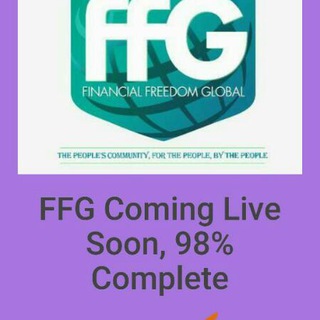 ffG
FINANCIAL FREEDOM GLOBAL
THE PEOPLE'S COMMUNITY, FOR THE PEOPLE, BY THE PEOPLE
FFG Coming Live
Soon, 98%
Complete